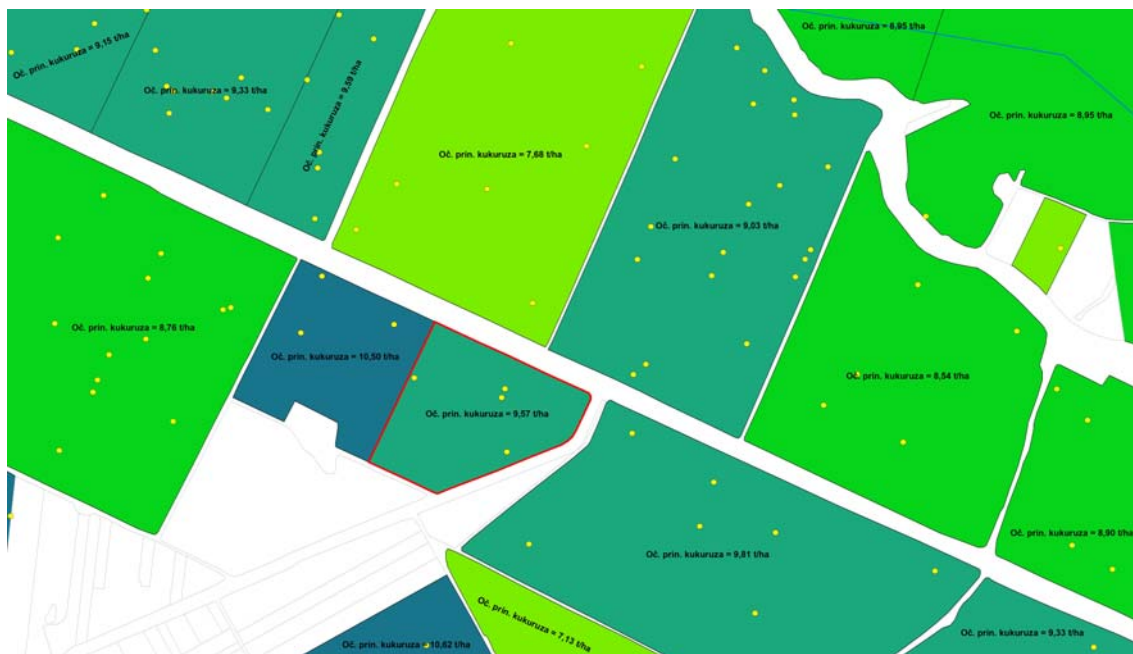 Oč. prin. kukuruza = 8,95 t/ha
Oč. prin. kukuruza = 9,15 t/ha
Oč. prin. kukuruza = 9,33 t/ha
Oč. prin. kukuruza = 9,59 t/ha
Oč. prin. kukuruza = 8,95 t/ha
Oč. prin. kukuruza = 7,68 t/ha
Oč. prin. kukuruza = 9,03 t/ha
Oč. prin. kukuruza = 8,76 t/ha
Oč. prin. kukuruza = 10,50 t/ha
Oč. prin. kukuruza = 8,54 t/ha
Oč. prin. kukuruza = 9,57 t/ha
Oč. prin. kukuruza = 8,90 t/ha
Oč. prin. kukuruza = 9,81 t/ha
Oč. prin. kukuruza = 7,13 t/ha
Oč. prin. kukuruza = 9,33 t/ha
Oč. prin. kukuruza = 10,62 t/ha